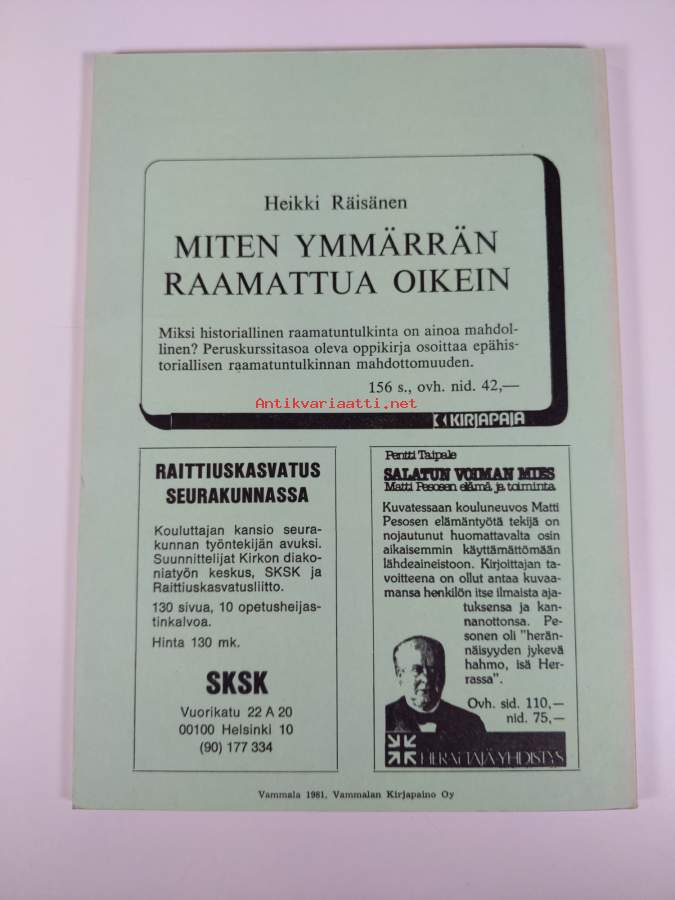 Heikki Räisänen
MITEN YMMÄRRÄN
RAAMATTUA OIKEIN
Miksi historiallinen raamatuntulkinta on ainoa mahdol-
linen? Peruskurssitasoa oleva oppikirja osoittaa epähis-
toriallisen raamatuntulkinnan mahdottomuuden.
156 s., ovh. nid. 42,—
Antikvariaatti.net
KIRJAPAJA
RAITTIUSKASVATUS
SEURAKUNNASSA
Kouluttajan kansio seura-
kunnan työntekijän avuksi.
Suunnittelijat Kirkon diako-
niatyön keskus, SKSK ja
Raittiuskasvatusliitto.
130 sivua, 10 opetusheijas-
tinkalvoa.
Hinta 130 mk.
SKSK
Vuorikatu 22 A 20
00100 Helsinki 10
(90) 177 334
Pentti Taipale
SALATUN VOIMAN MIES
Matti Pesosen elämä ja toiminta
Kuvatessaan kouluneuvos Matti
Pesosen elämäntyötä tekijä on
nojautunut huomattavalta osin
aikaisemmin käyttämättömään
lähdeaineistoon. Kirjoittajan ta-
voitteena on ollut antaa kuvaa-
mansa henkilön itse ilmaista aja-
tuksensa ja kan-
nanottonsa. Pe-
sonen oli "herän-
näisyyden jykevä
hahmo, isä Her-
rassa".
Ovh. sid. 110,—
nid. 75,—
HERÄTTÄJÄ-YHDISTYS
Vammala 1981, Vammalan Kirjapaino Oy